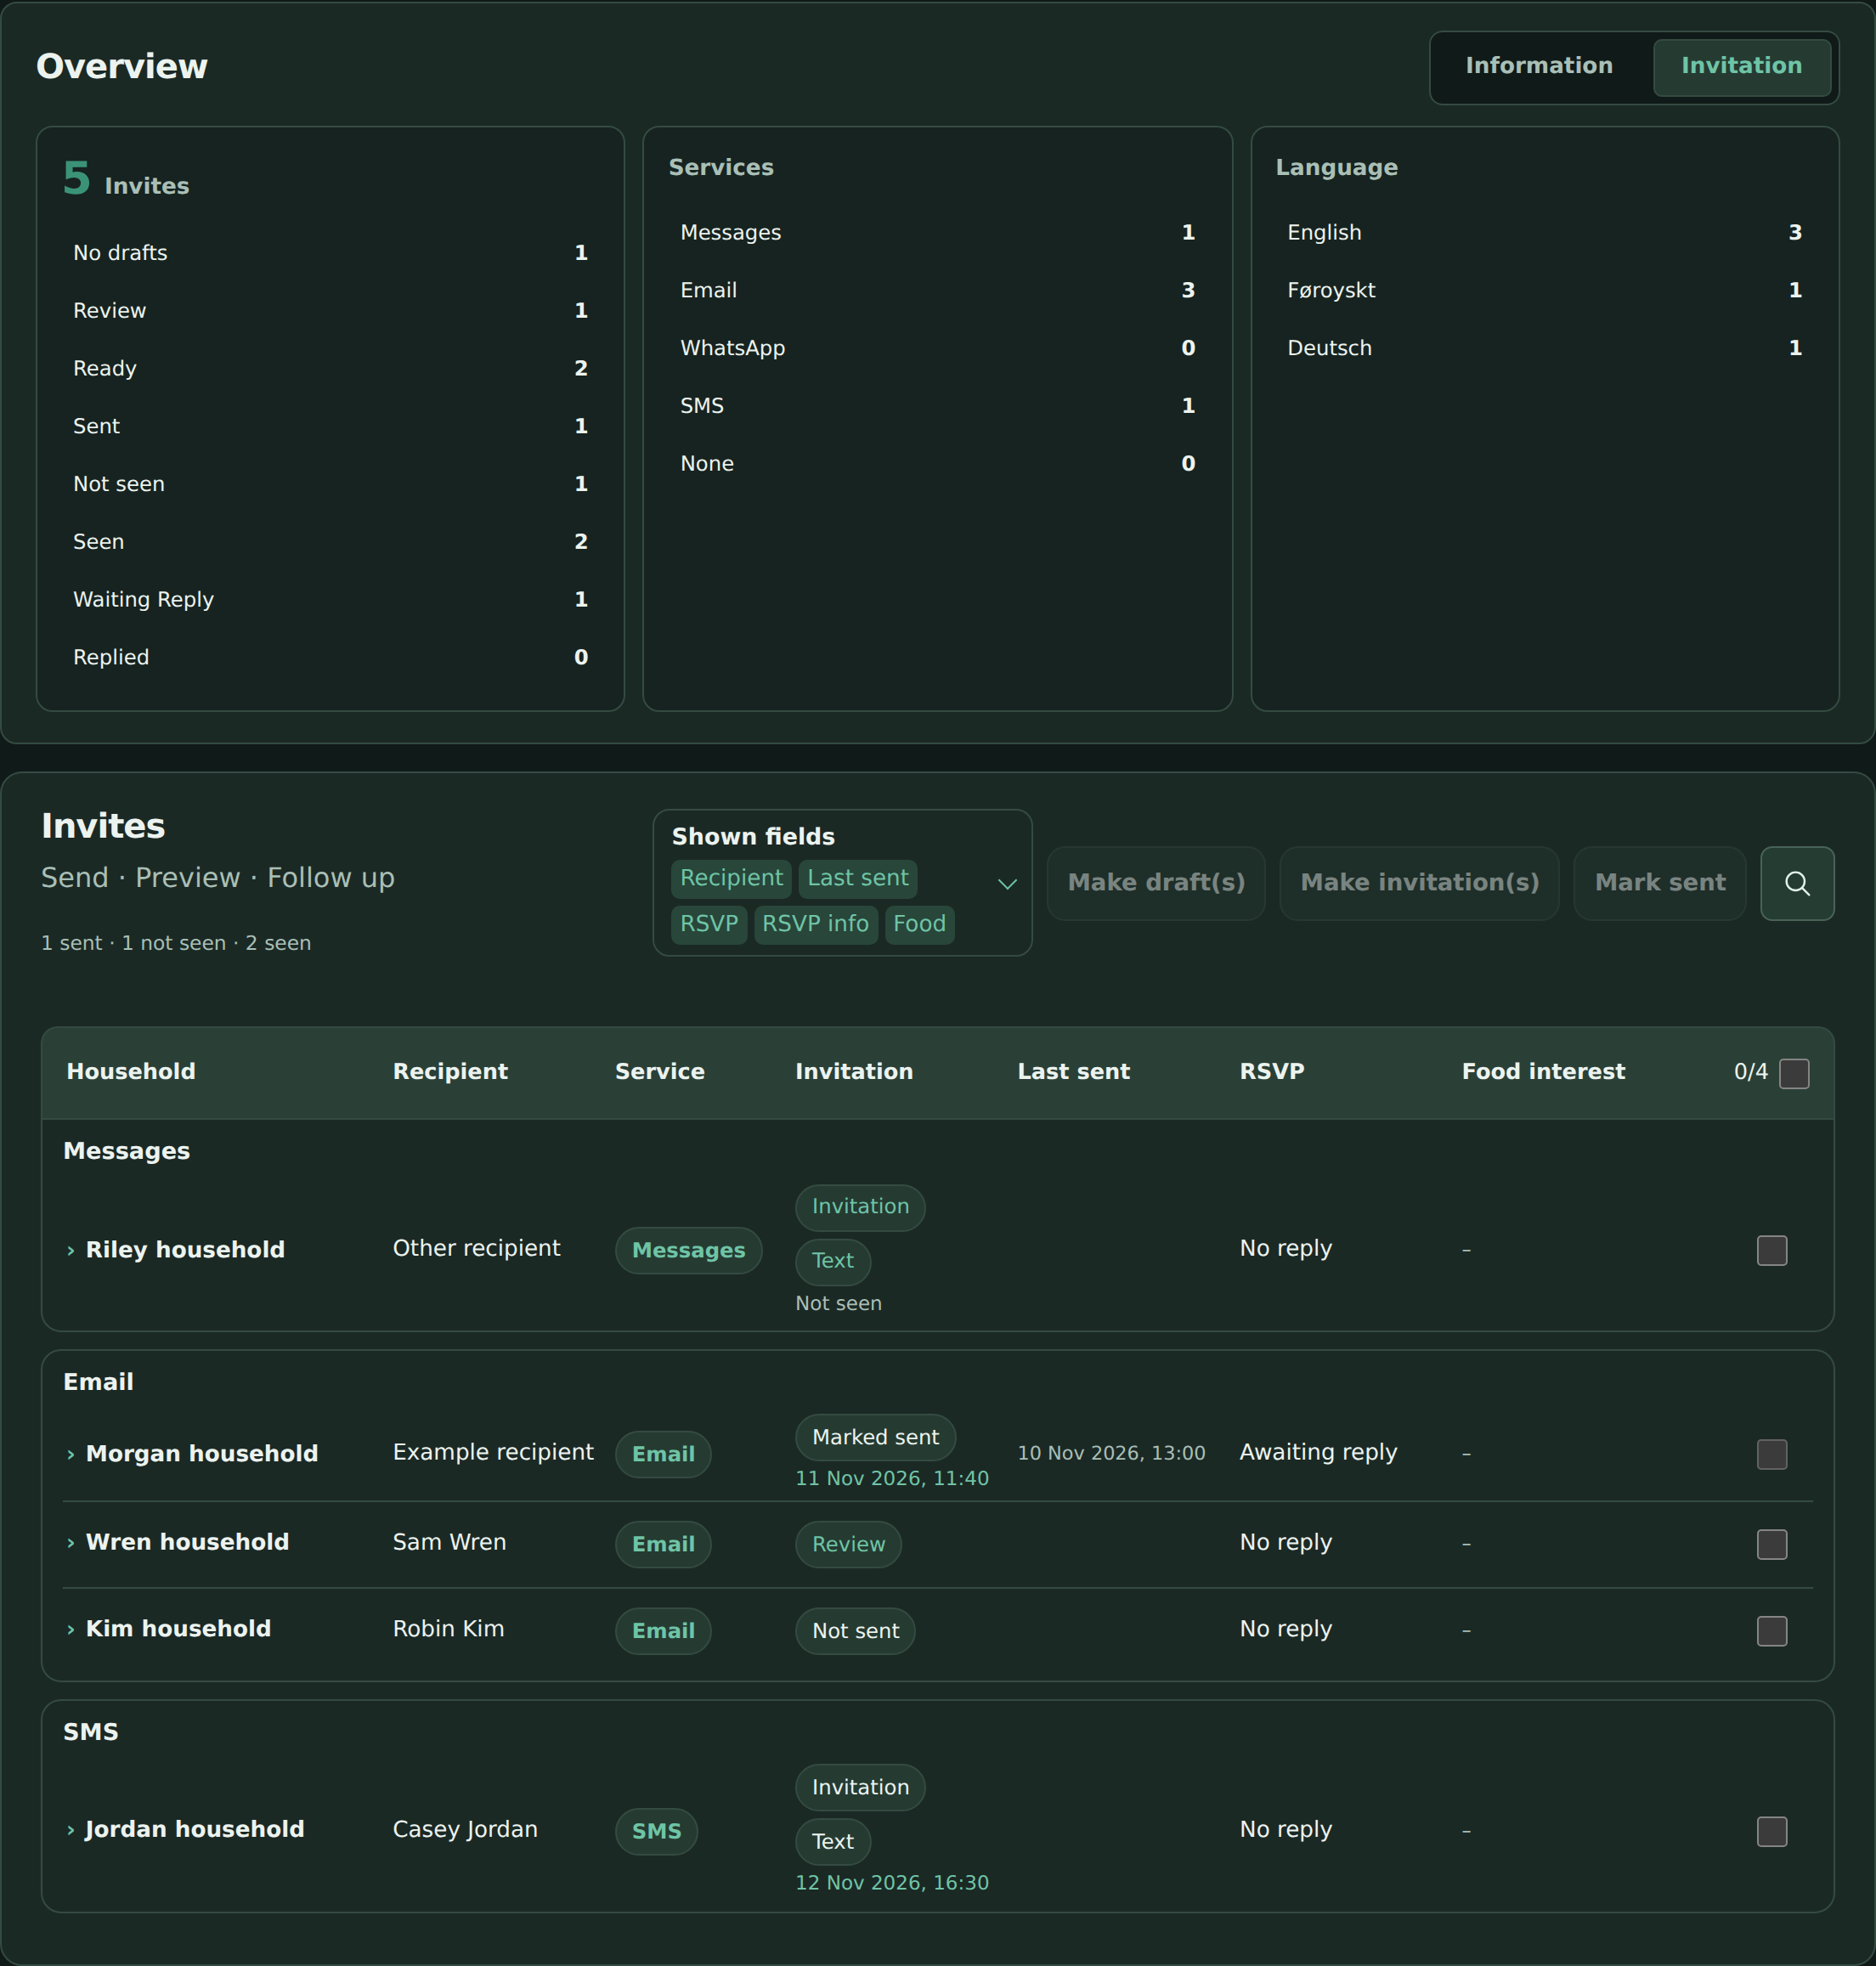 Overview
Information
Invitation
5 Invites
No drafts 1
Review 1
Ready 2
Sent 1
Not seen 1
Seen 2
Waiting Reply 1
Replied 0
Services
Messages 1
Email 3
WhatsApp 0
SMS 1
None 0
Language
English 3
Føroyskt 1
Deutsch 1
Invites
Send · Preview · Follow up
1 sent · 1 not seen · 2 seen
Shown fields
Recipient Last sent
RSVP RSVP info Food
Make draft(s)
Make invitation(s)
Mark sent
Household Recipient Service Invitation Last sent RSVP Food interest 0/4
Messages
Invitation
› Riley household Other recipient Messages No reply –
Text
Not seen
Email
› Morgan household Example recipient Email Marked sent 10 Nov 2026, 13:00 Awaiting reply –
11 Nov 2026, 11:40
› Wren household Sam Wren Email Review No reply –
› Kim household Robin Kim Email Not sent No reply –
SMS
Invitation
› Jordan household Casey Jordan SMS No reply –
Text
12 Nov 2026, 16:30